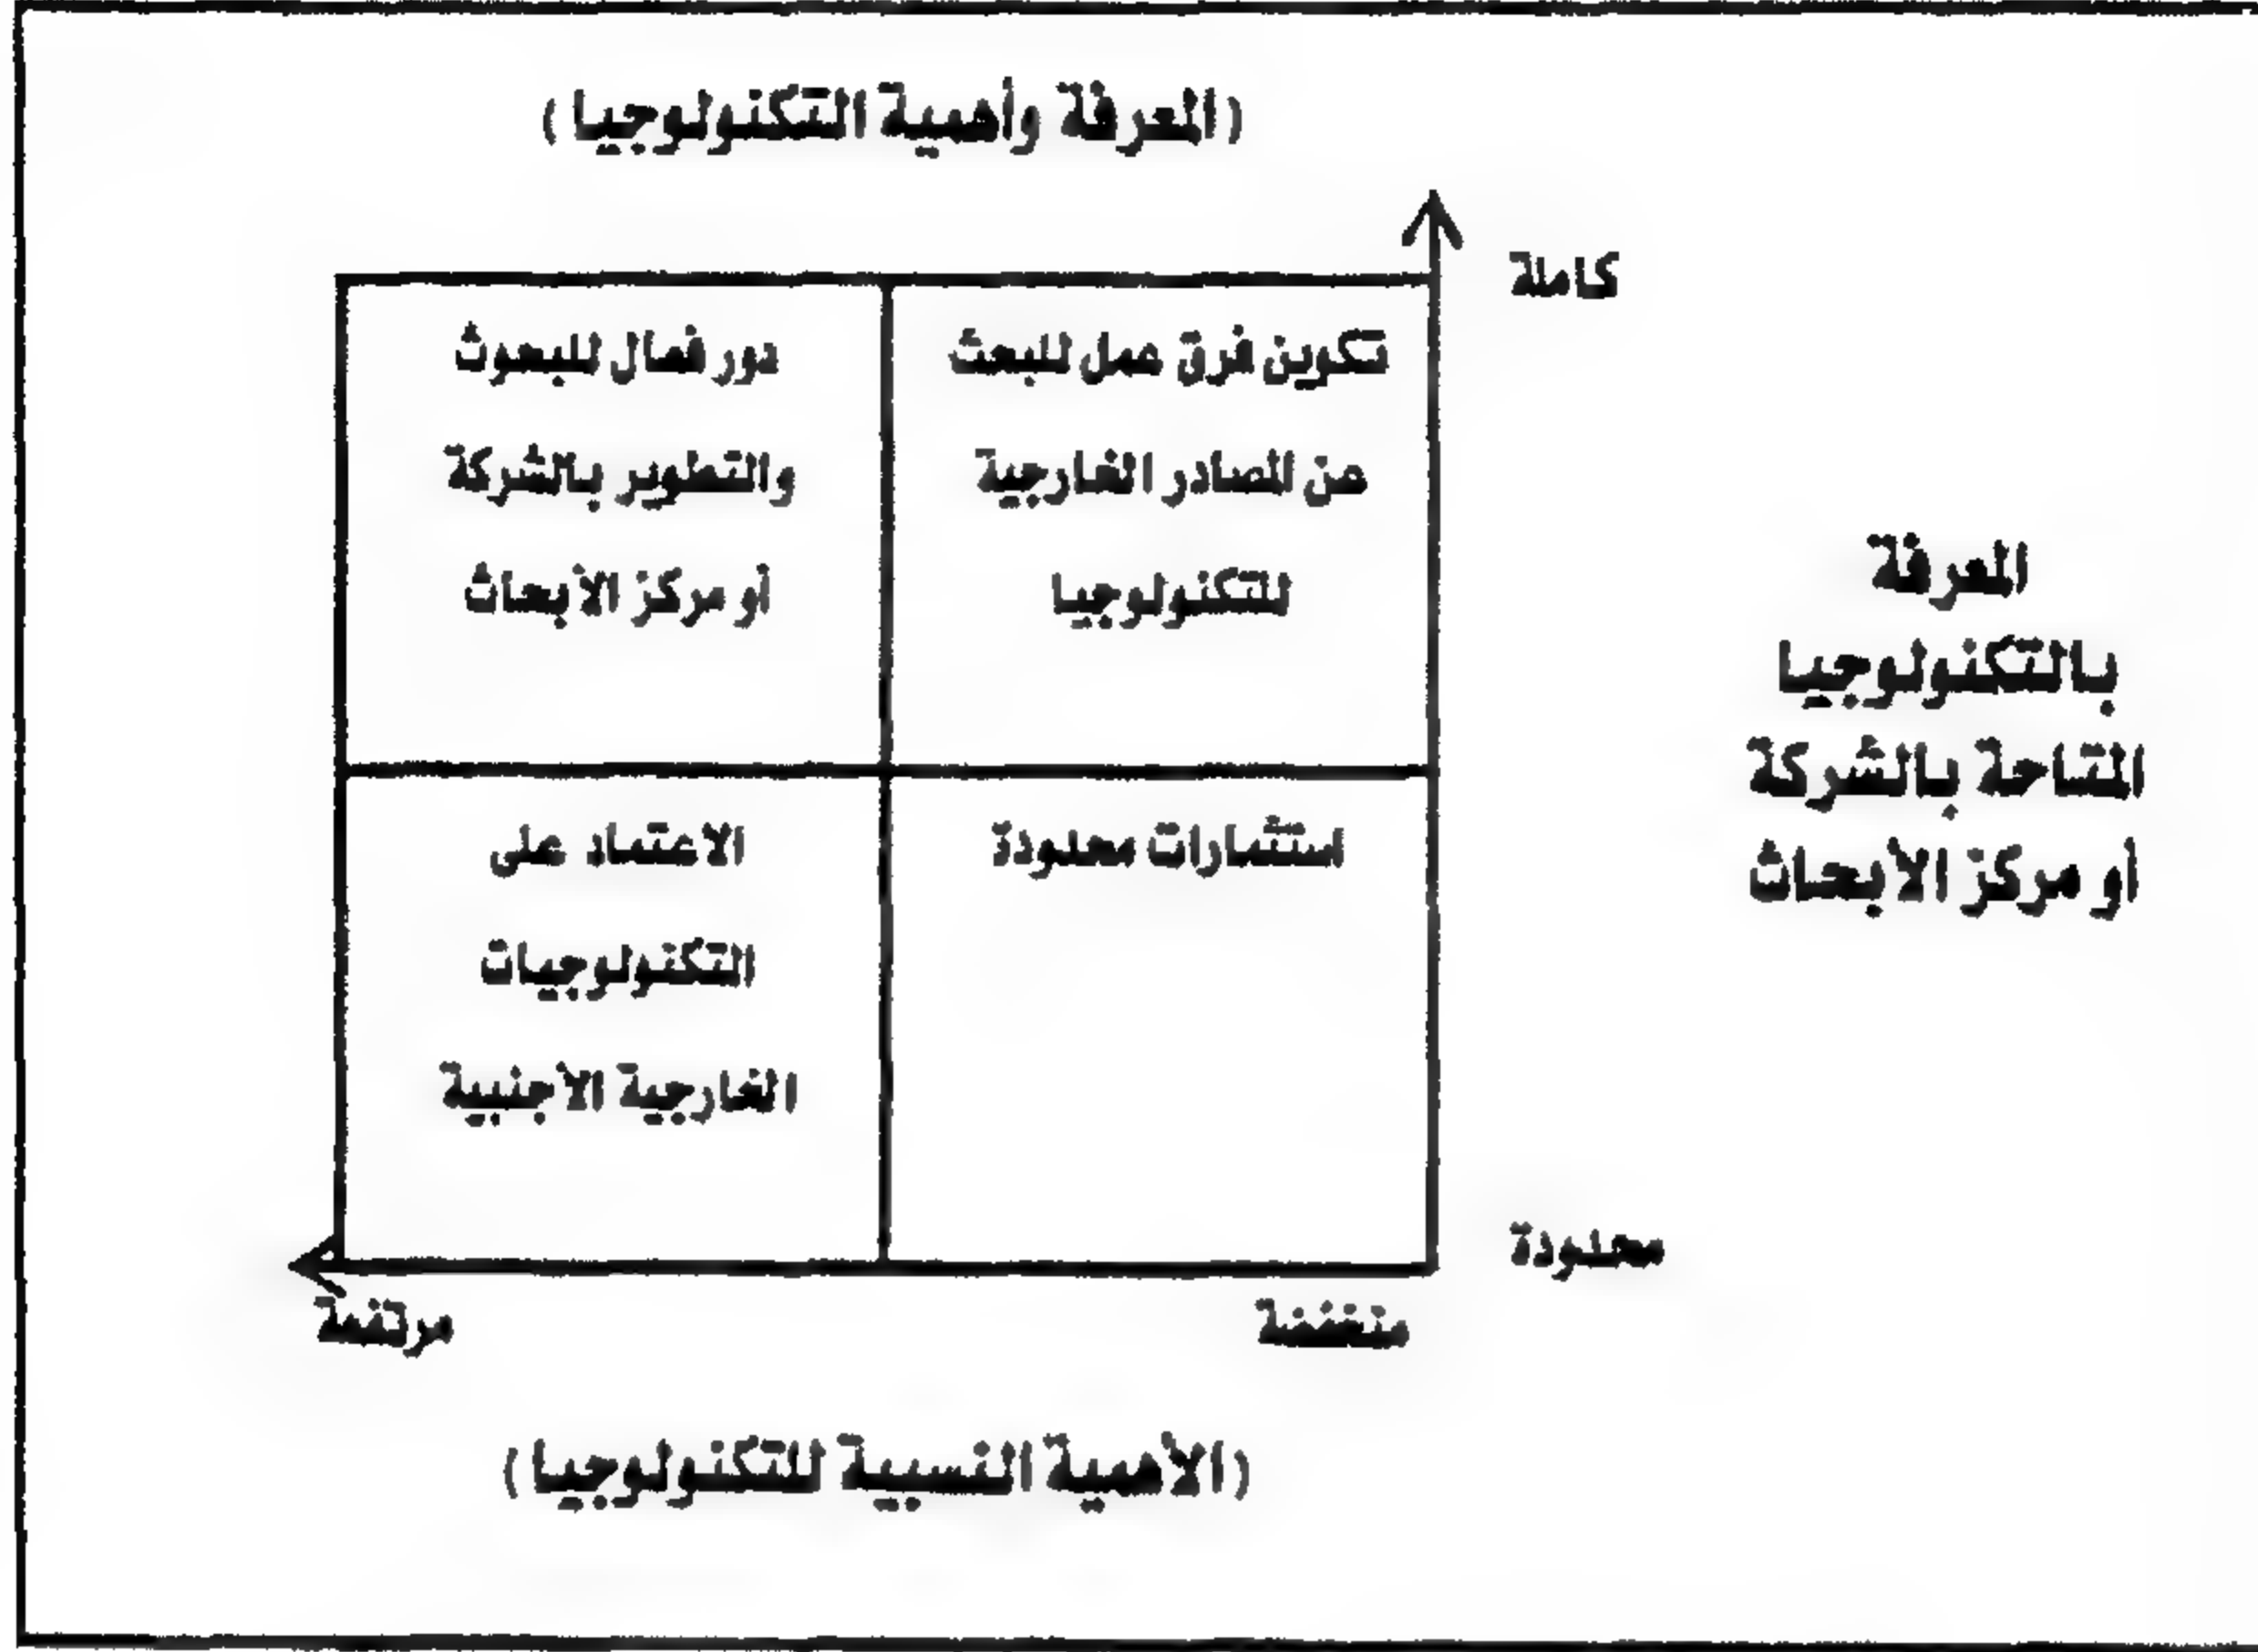 (المعرفة وأهمية التكنولوجيا)
كاملة
تكوين فرق عمل للبحث
من المصادر الخارجية
للتكنولوجيا
دور فعال للبحوث
والتطوير بالشركة
أو مركز الأبحاث
المعرفة
بالتكنولوجيا
المتاحة بالشركة
أو مركز الأبحاث
استثمارات محدودة
الاعتماد على
التكنولوجيات
الخارجية الأجنبية
محدودة
منخفضة
مرتفعة
(الأهمية النسبية للتكنولوجيا)